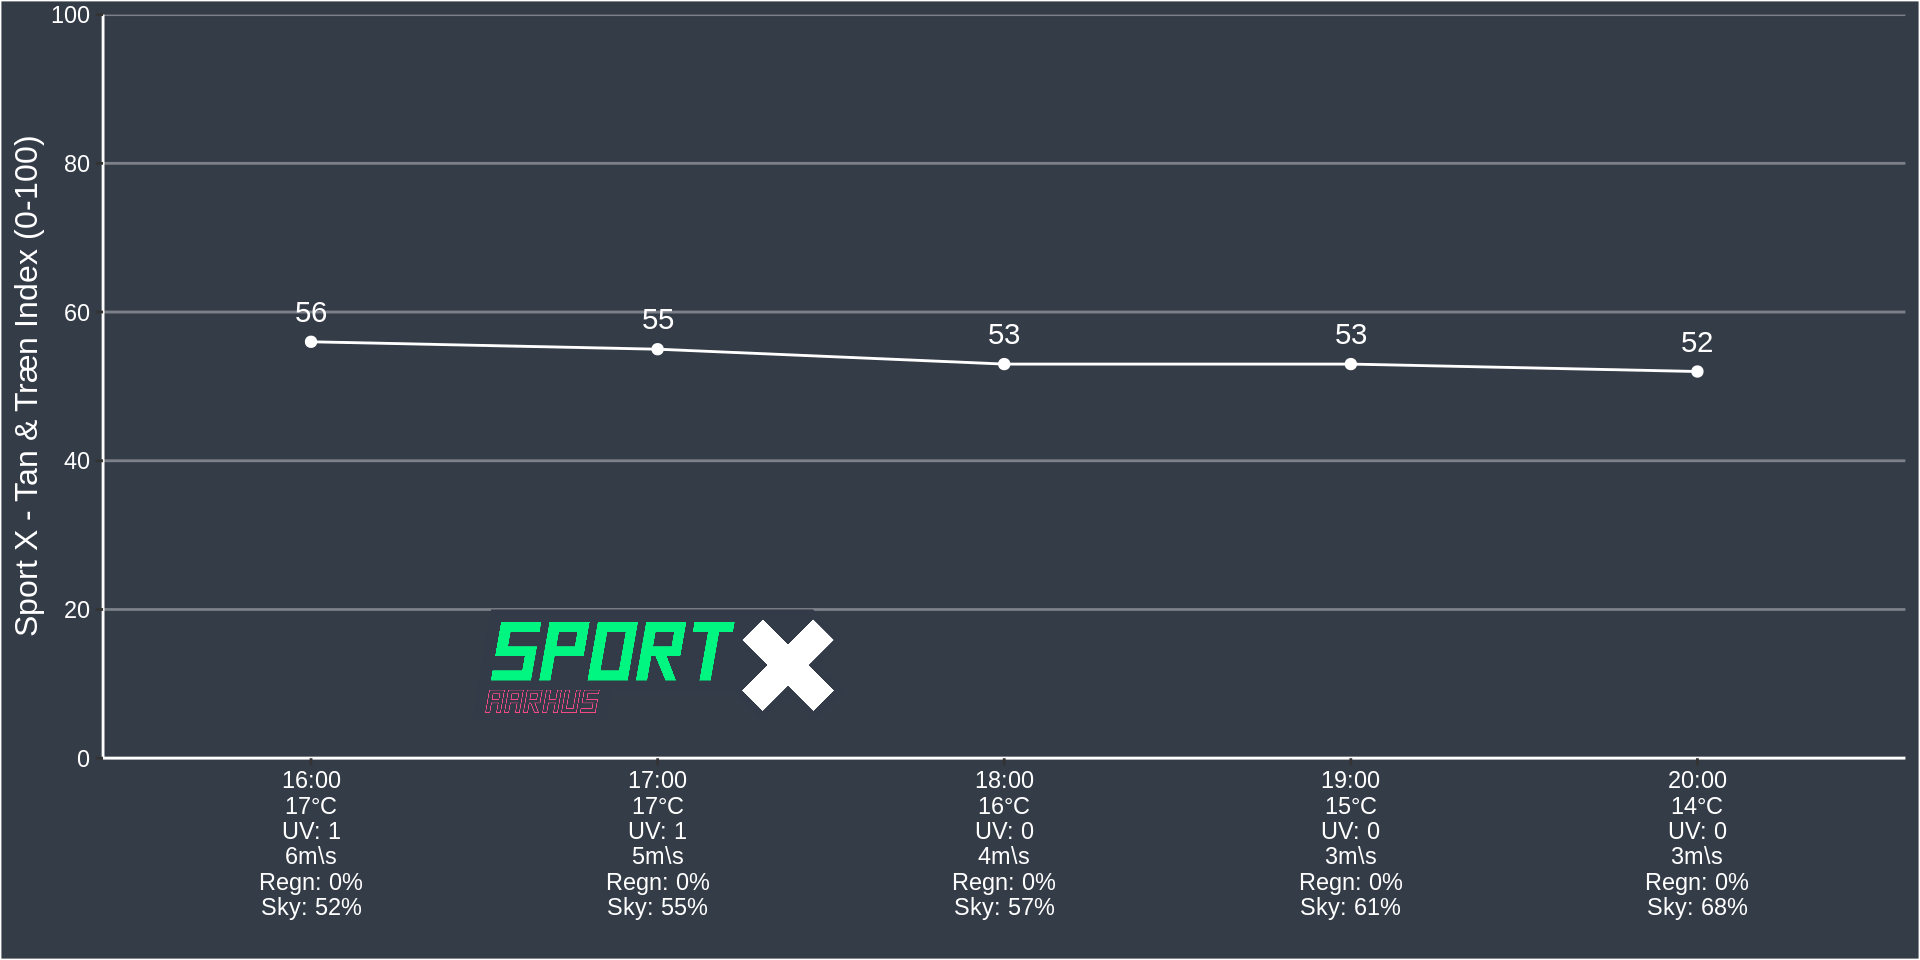 Sport X - Tan & Træn Index (0-100)
100
80
60
40
20
0
56
55
53
53
52
SPORT X
AARHUS
16:00
17°C
UV: 1
6m\s
Regn: 0%
Sky: 52%
17:00
17°C
UV: 1
5m\s
Regn: 0%
Sky: 55%
18:00
16°C
UV: 0
4m\s
Regn: 0%
Sky: 57%
19:00
15°C
UV: 0
3m\s
Regn: 0%
Sky: 61%
20:00
14°C
UV: 0
3m\s
Regn: 0%
Sky: 68%